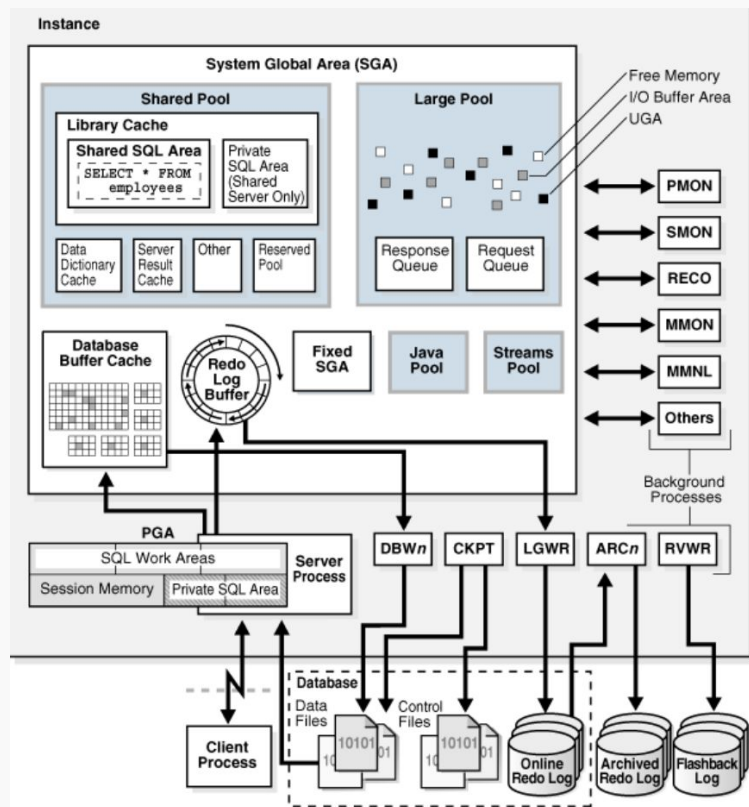 Instance
System Global Area (SGA)
Shared Pool
Library Cache
Shared SQL Area
SELECT * FROM
employees
Private
SQL Area
(Shared
Server Only)
Data
Dictionary
Cache
Server
Result
Cache
Other
Reserved
Pool
Large Pool
Response
Queue
Request
Queue
Free Memory
I/O Buffer Area
UGA
Database
Buffer Cache
Redo
Log
Buffer
Fixed
SGA
Java
Pool
Streams
Pool
PMON
SMON
RECO
MMON
MMNL
Others
Background
Processes
PGA
SQL Work Areas
Session Memory
Private SQL Area
Server
Process
DBWn
CKPT
LGWR
ARCn
RVWR
Client
Process
Database
Data
Files
10101
10
01
Control
Files
10101
10
01
Online
Redo Log
Archived
Redo Log
Flashback
Log